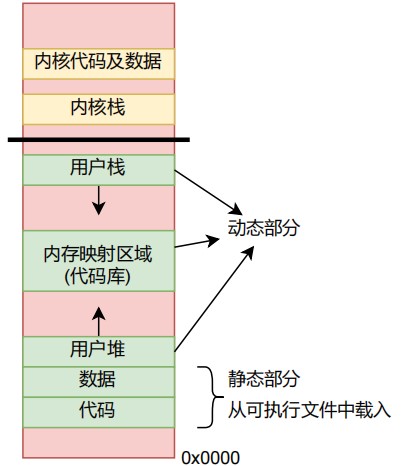 内核代码及数据
内核栈
用户栈
动态部分
内存映射区域
(代码库)
用户堆
数据
静态部分
代码
从可执行文件中载入
0x0000